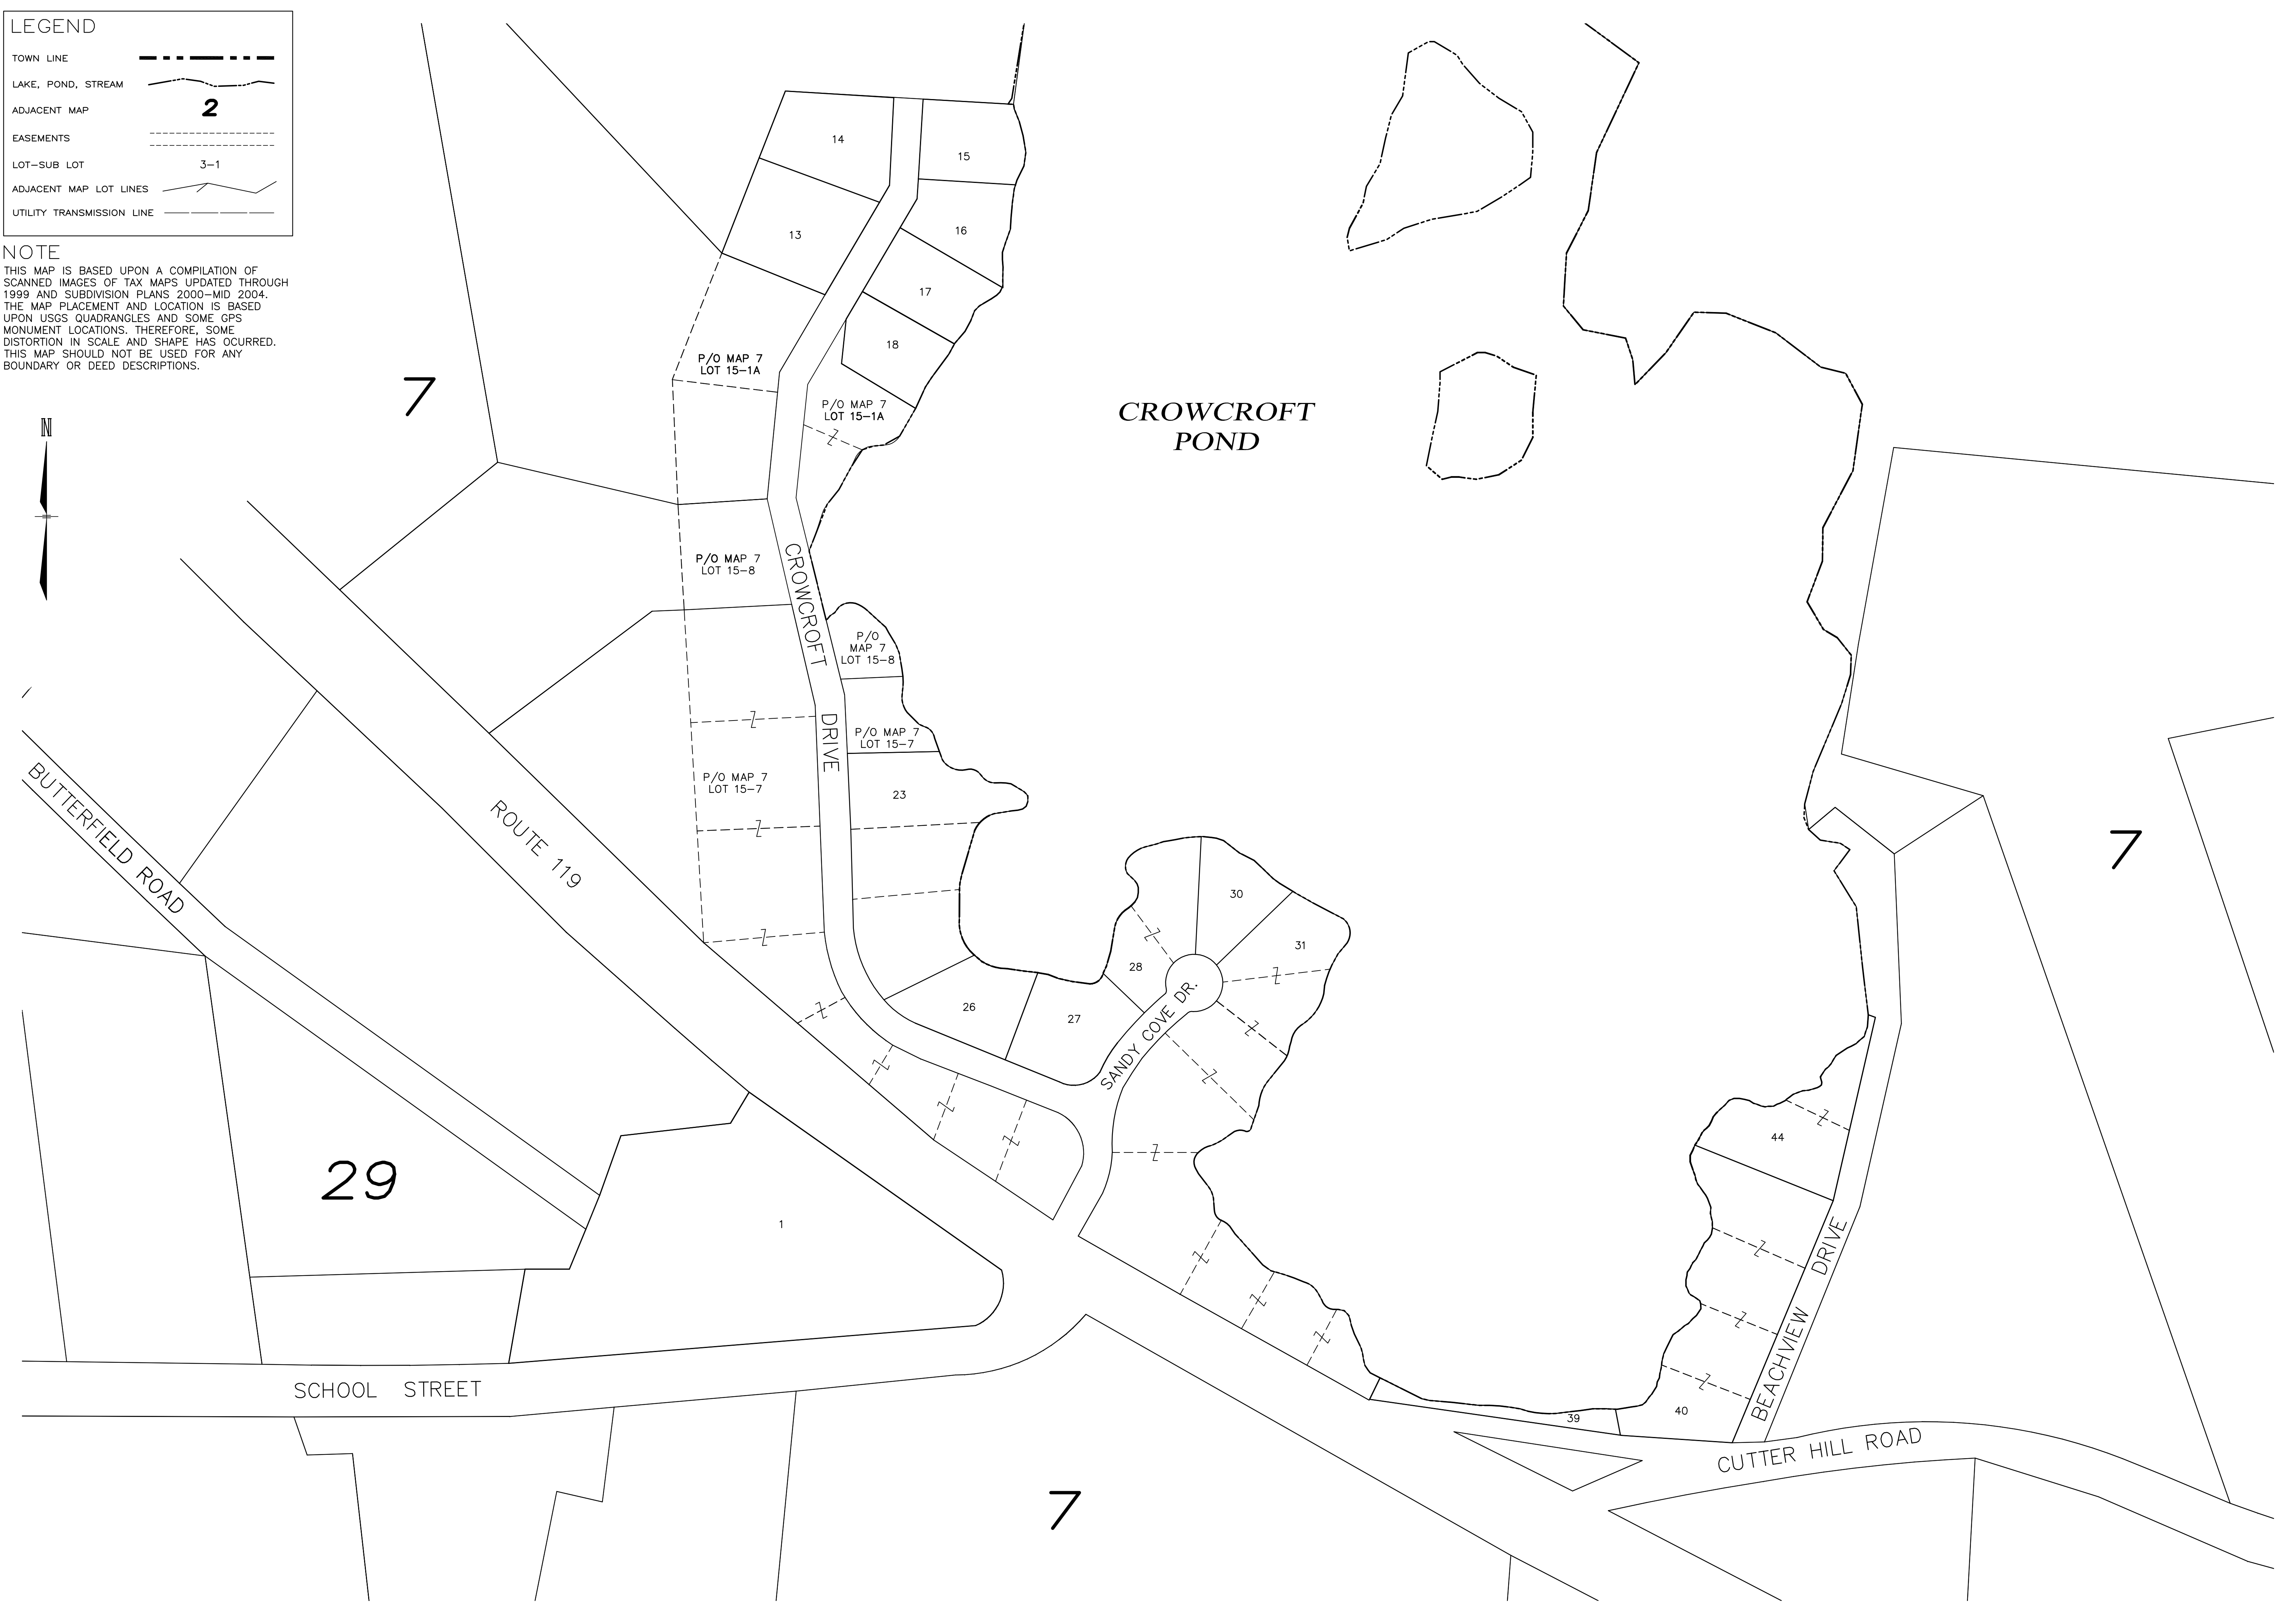 LEGEND
TOWN LINE
LAKE, POND, STREAM
ADJACENT MAP 2
EASEMENTS
LOT-SUB LOT 3-1
ADJACENT MAP LOT LINES
UTILITY TRANSMISSION LINE
NOTE
THIS MAP IS BASED UPON A COMPILATION OF
SCANNED IMAGES OF TAX MAPS UPDATED THROUGH
1999 AND SUBDIVISION PLANS 2000-MID 2004.
THE MAP PLACEMENT AND LOCATION IS BASED
UPON USGS QUADRANGLES AND SOME GPS
MONUMENT LOCATIONS. THEREFORE, SOME
DISTORTION IN SCALE AND SHAPE HAS OCURRED.
THIS MAP SHOULD NOT BE USED FOR ANY
BOUNDARY OR DEED DESCRIPTIONS.
N
7
14
15
13
16
17
18
P/O MAP 7
LOT 15-1A
P/O MAP 7
LOT 15-1A
CROWCROFT
POND
P/O MAP 7
LOT 15-8
CROWCROFT DRIVE
P/O
MAP 7
LOT 15-8
P/O MAP 7
LOT 15-7
P/O MAP 7
LOT 15-7
23
BUTTERFIELD ROAD
ROUTE 119
7
30
31
28
26
27
SANDY COVE DR.
29
1
44
BEACHVIEW DRIVE
SCHOOL STREET
39
40
CUTTER HILL ROAD
7